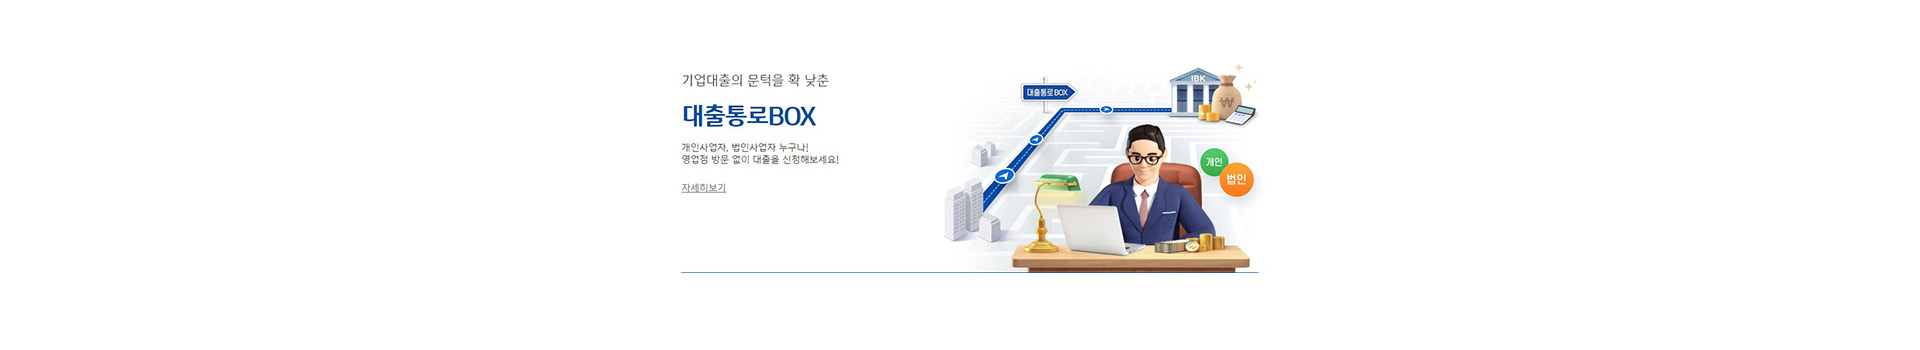 기업대출의 문턱을 확 낮춘
대출통로BOX
개인사업자, 법인사업자 누구나!
영업점 방문 없이 대출을 신청해보세요!
자세히보기
대출통로BOX
IBK
₩
개인
법인